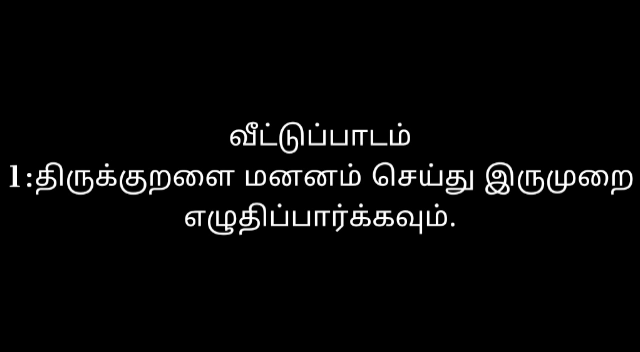 வீட்டுப்பாடம்
1:திருக்குறளை மனனம் செய்து இருமுறை
எழுதிப்பார்க்கவும்.